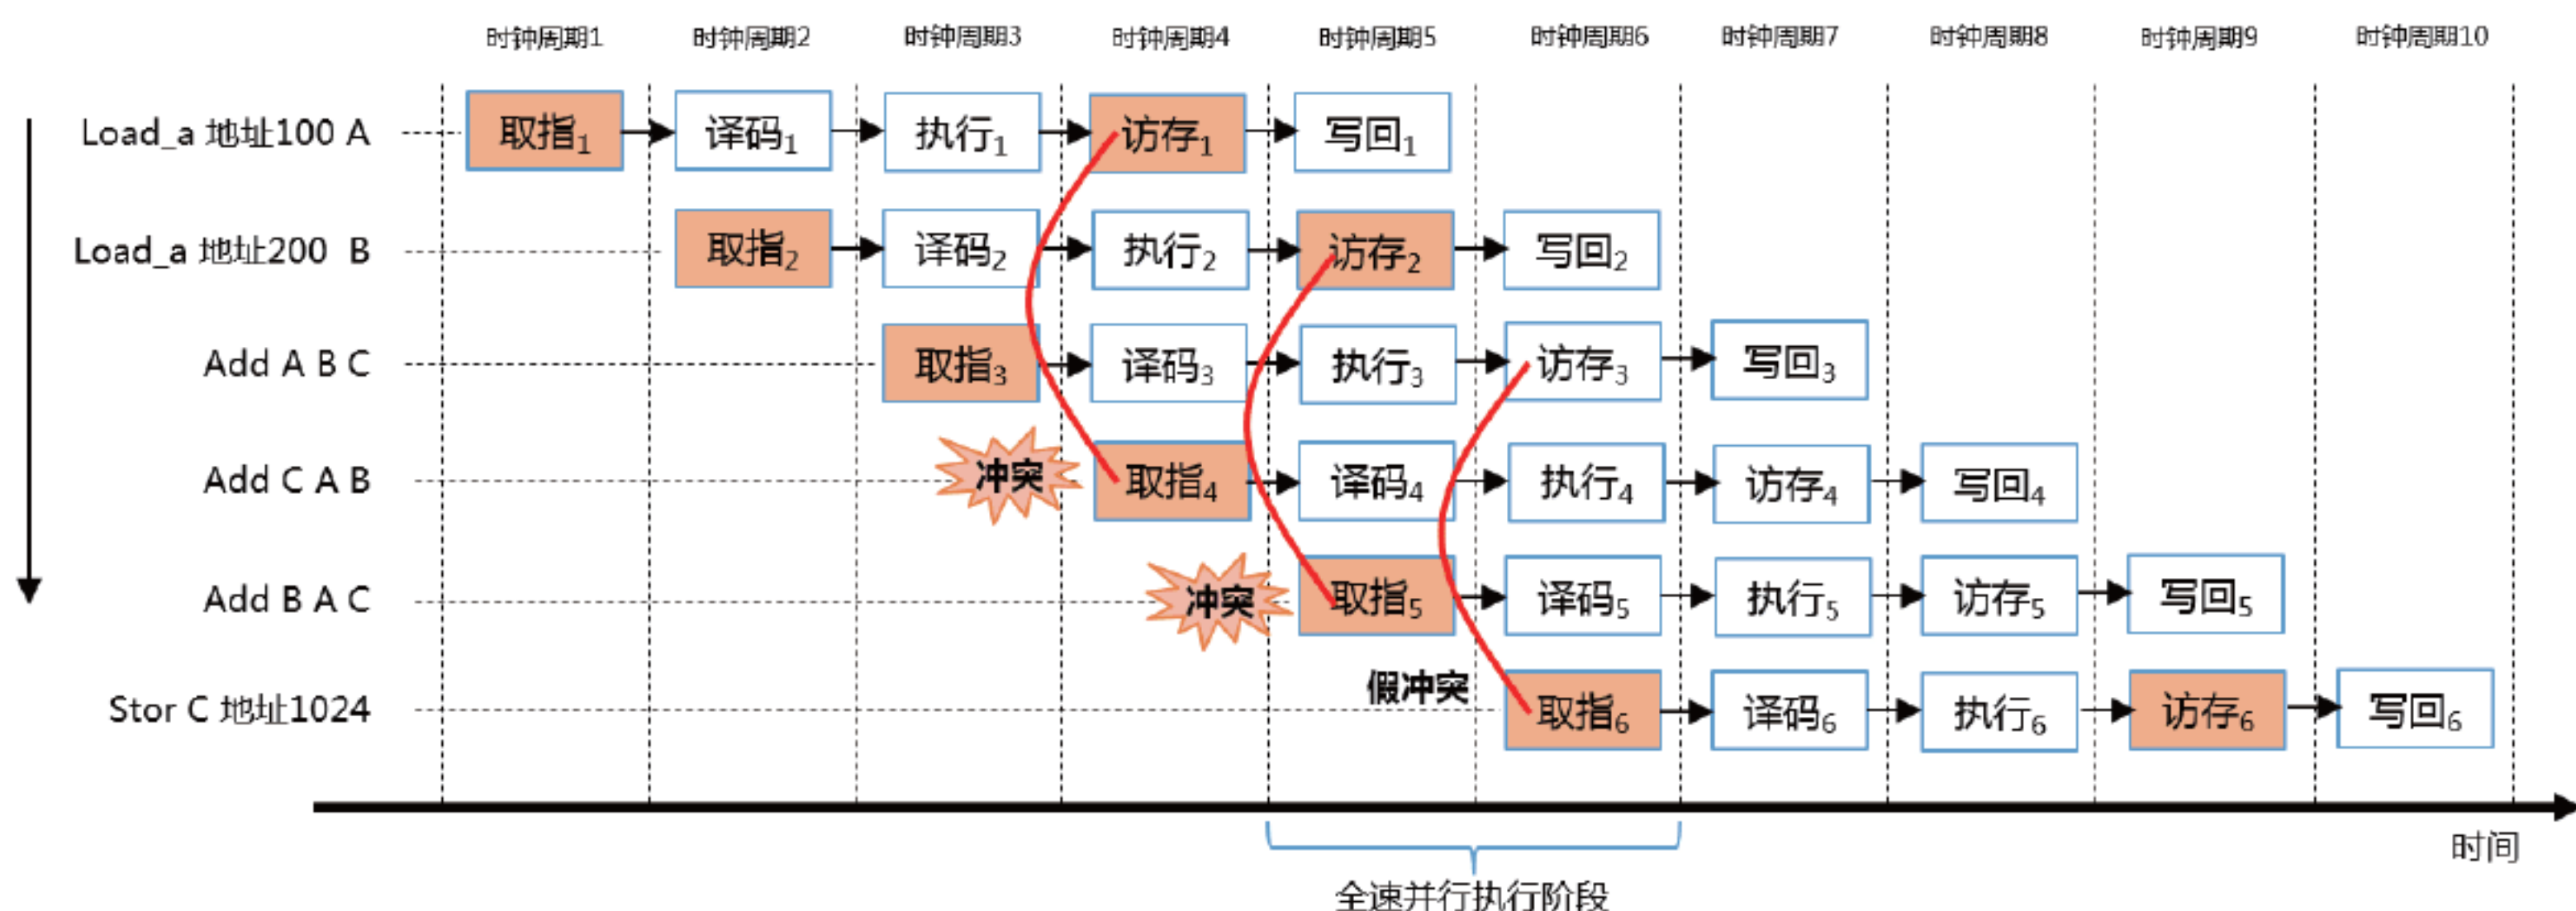 时钟周期1 时钟周期2 时钟周期3 时钟周期4 时钟周期5 时钟周期6 时钟周期7 时钟周期8 时钟周期9 时钟周期10
Load_a 地址100 A 取指1 译码1 执行1 访存1 写回1
Load_a 地址200 B 取指2 译码2 执行2 访存2 写回2
Add A B C 取指3 译码3 执行3 访存3 写回3
Add C A B 冲突 取指4 译码4 执行4 访存4 写回4
Add B A C 冲突 取指5 译码5 执行5 访存5 写回5
假冲突
Stor C 地址1024 取指6 译码6 执行6 访存6 写回6
时间
全速并行执行阶段